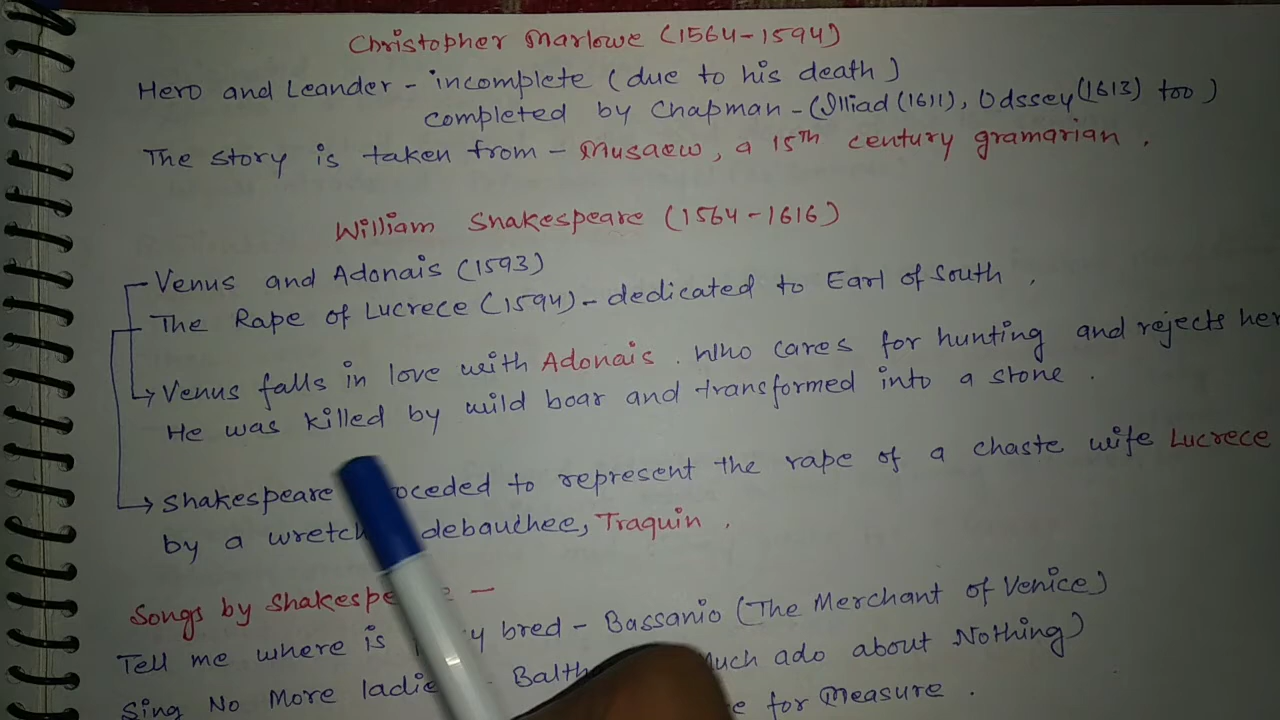 Christopher Marlowe (1564-1594)
Hero and Leander - incomplete (due to his death)
completed by Chapman - (Illiad (1611), Odssey (1613) too)
The story is taken from - Musaew, a 15th century gramarian.
William Shakespeare (1564-1616)
Venus and Adonais (1593)
The Rape of Lucrece (1594) - dedicated to Earl of South.
Venus falls in love with Adonais. Who cares for hunting and rejects her
He was killed by wild boar and transformed into a stone.
Shakespeare oceded to represent the rape of a chaste wife Lucrece
by a wretch debauchee, Traquin.
Songs by Shakespe e -
Tell me where is y bred - Bassanio (The Merchant of Venice)
Sing No More ladie Balth uch ado about Nothing)
e for Measure.